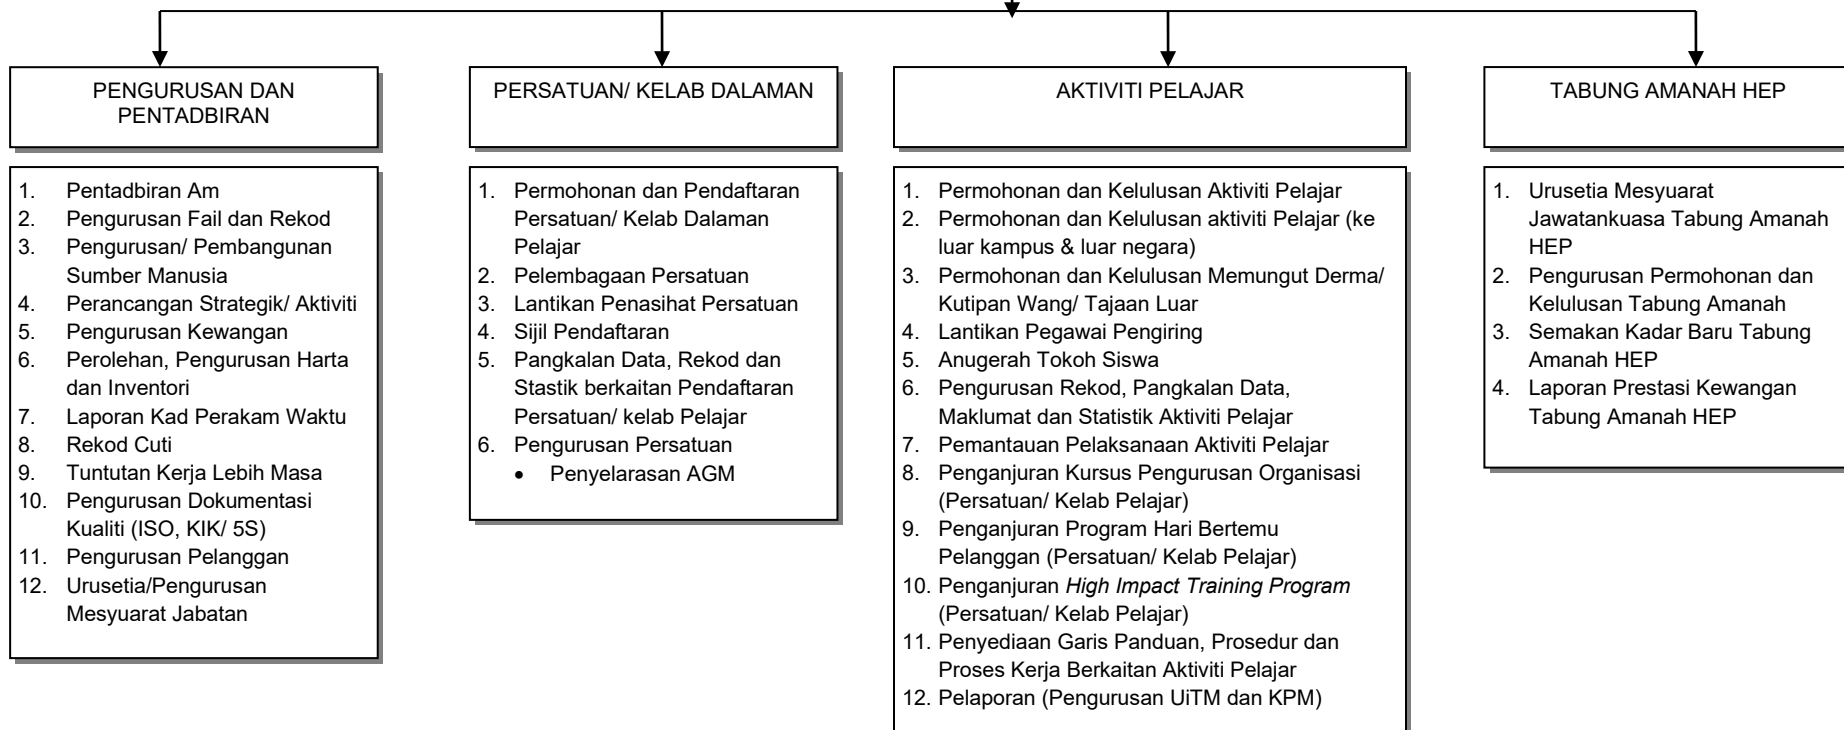 PENGURUSAN DAN
PENTADBIRAN
1. Pentadbiran Am
2. Pengurusan Fail dan Rekod
3. Pengurusan/ Pembangunan
Sumber Manusia
4. Perancangan Strategik/ Aktiviti
5. Pengurusan Kewangan
6. Perolehan, Pengurusan Harta
dan Inventori
7. Laporan Kad Perakam Waktu
8. Rekod Cuti
9. Tuntutan Kerja Lebih Masa
10. Pengurusan Dokumentasi
Kualiti (ISO, KIK/ 5S)
11. Pengurusan Pelanggan
12. Urusetia/Pengurusan
Mesyuarat Jabatan
PERSATUAN/ KELAB DALAMAN
1. Permohonan dan Pendaftaran
Persatuan/ Kelab Dalaman
Pelajar
2. Pelembagaan Persatuan
3. Lantikan Penasihat Persatuan
4. Sijil Pendaftaran
5. Pangkalan Data, Rekod dan
Stastik berkaitan Pendaftaran
Persatuan/ kelab Pelajar
6. Pengurusan Persatuan
• Penyelarasan AGM
AKTIVITI PELAJAR
1. Permohonan dan Kelulusan Aktiviti Pelajar
2. Permohonan dan Kelulusan aktiviti Pelajar (ke
luar kampus & luar negara)
3. Permohonan dan Kelulusan Memungut Derma/
Kutipan Wang/ Tajaan Luar
4. Lantikan Pegawai Pengiring
5. Anugerah Tokoh Siswa
6. Pengurusan Rekod, Pangkalan Data,
Maklumat dan Statistik Aktiviti Pelajar
7. Pemantauan Pelaksanaan Aktiviti Pelajar
8. Penganjuran Kursus Pengurusan Organisasi
(Persatuan/ Kelab Pelajar)
9. Penganjuran Program Hari Bertemu
Pelanggan (Persatuan/ Kelab Pelajar)
10. Penganjuran High Impact Training Program
(Persatuan/ Kelab Pelajar)
11. Penyediaan Garis Panduan, Prosedur dan
Proses Kerja Berkaitan Aktiviti Pelajar
12. Pelaporan (Pengurusan UiTM dan KPM)
TABUNG AMANAH HEP
1. Urusetia Mesyuarat
Jawatankuasa Tabung Amanah
HEP
2. Pengurusan Permohonan dan
Kelulusan Tabung Amanah
3. Semakan Kadar Baru Tabung
Amanah HEP
4. Laporan Prestasi Kewangan
Tabung Amanah HEP